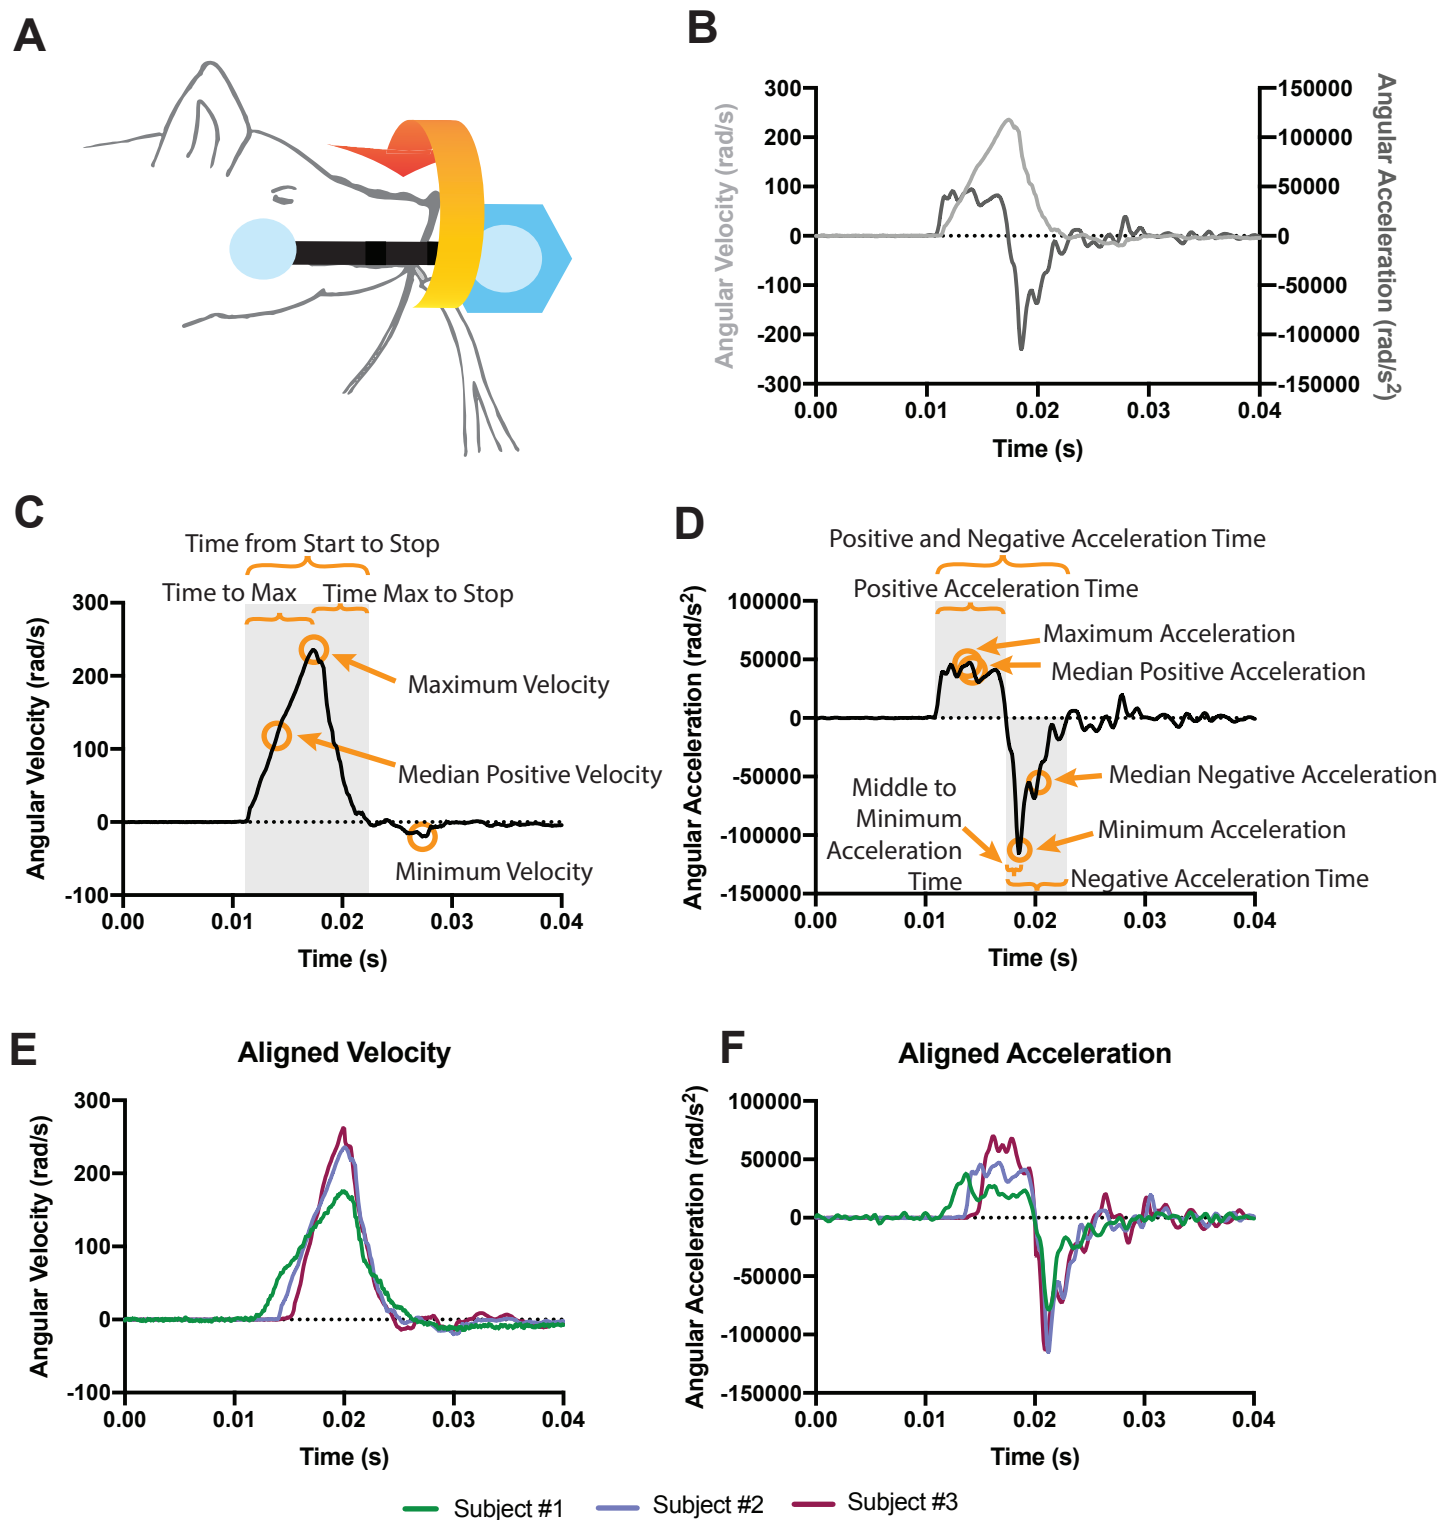 A
B
300
200
100
0
-100
-200
-300
Angular Velocity (rad/s)
150000
100000
50000
0
-50000
-100000
-150000
Angular Acceleration (rad/s²)
0.00 0.01 0.02 0.03 0.04
Time (s)
C
Time from Start to Stop
Time to Max
Time Max to Stop
300
200
100
0
-100
Angular Velocity (rad/s)
Maximum Velocity
Median Positive Velocity
Minimum Velocity
0.00 0.01 0.02 0.03 0.04
Time (s)
D
Positive and Negative Acceleration Time
Positive Acceleration Time
100000
50000
0
-50000
-100000
-150000
Angular Acceleration (rad/s²)
Maximum Acceleration
Median Positive Acceleration
Median Negative Acceleration
Middle to
Minimum
Acceleration
Time
Minimum Acceleration
Negative Acceleration Time
0.00 0.01 0.02 0.03 0.04
Time (s)
E
Aligned Velocity
300
200
100
0
-100
Angular Velocity (rad/s)
0.00 0.01 0.02 0.03 0.04
Time (s)
F
Aligned Acceleration
100000
50000
0
-50000
-100000
-150000
Angular Acceleration (rad/s²)
0.00 0.01 0.02 0.03 0.04
Time (s)
Subject #1 Subject #2 Subject #3